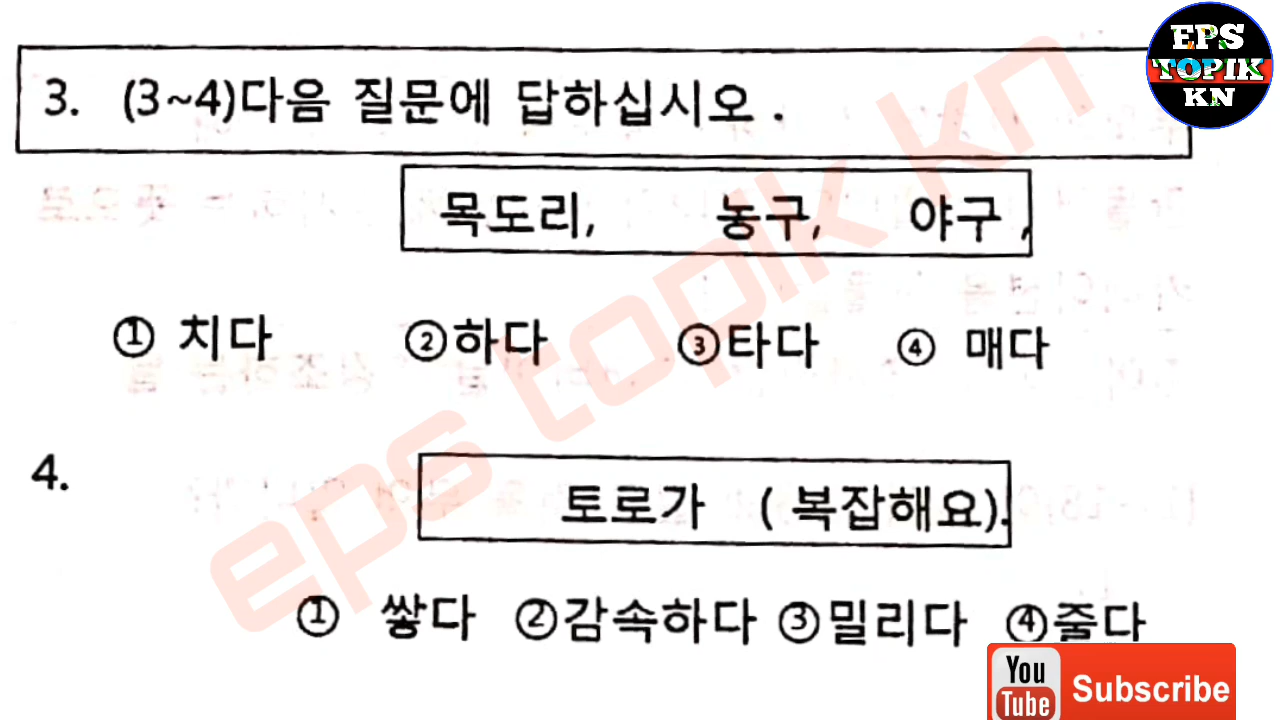 EPS
TOPIK
KN
3. (3~4)다음 질문에 답하십시오 .
목도리, 농구, 야구 ,
① 치다 ②하다 ③타다 ④ 매다
4.
토로가 ( 복잡해요).
① 쌓다 ②감속하다 ③밀리다 ④줄다
eps topik kn
You
Tube Subscribe